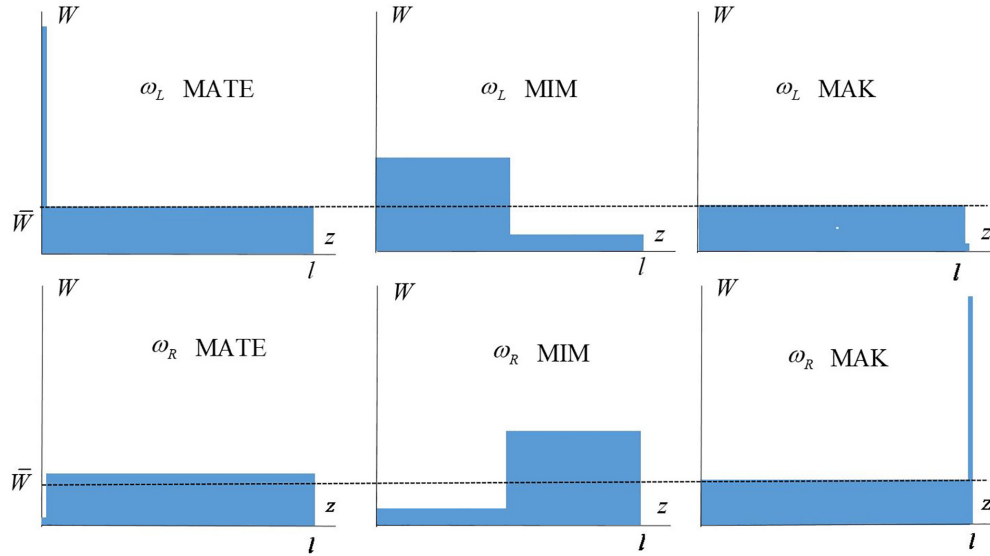 W W W
ω_L MATE ω_L MIM ω_L MAK
W̅ z z z
l l l
W W W
ω_R MATE ω_R MIM ω_R MAK
W̅ z z z
l l l